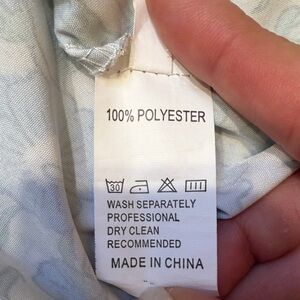 100% POLYESTER
30
WASH SEPARATELY
PROFESSIONAL
DRY CLEAN
RECOMMENDED
MADE IN CHINA